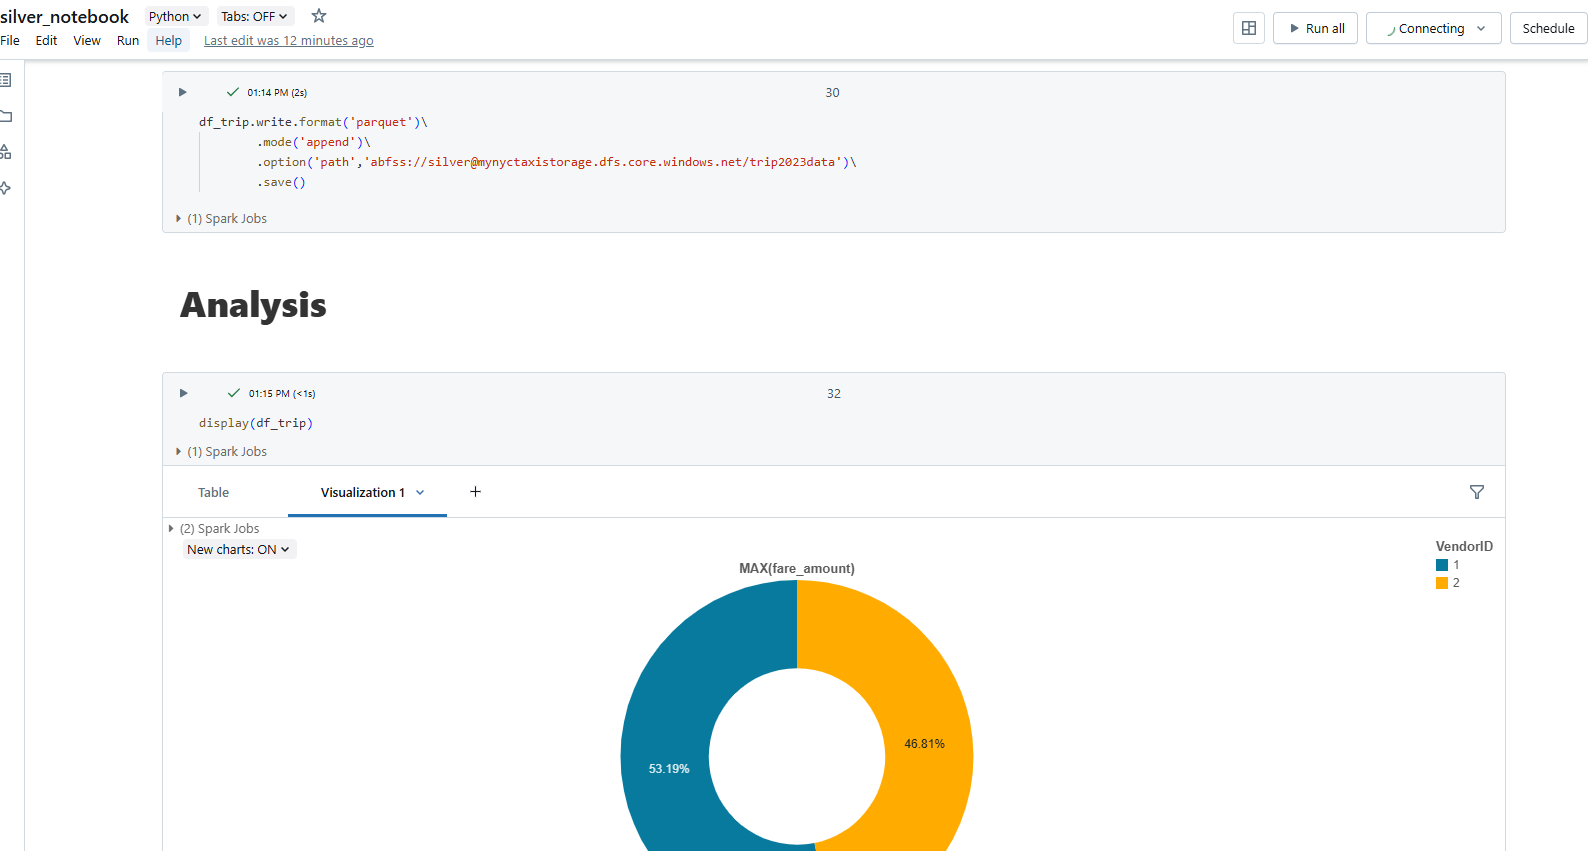 silver_notebook Python Tabs: OFF
File Edit View Run Help Last edit was 12 minutes ago
Run all Connecting Schedule
01:14 PM (2s) 30
df_trip.write.format('parquet')\
.mode('append')\
.option('path','abfss://silver@mynyctaxistorage.dfs.core.windows.net/trip2023data')\
.save()
(1) Spark Jobs
Analysis
01:15 PM (<1s) 32
display(df_trip)
(1) Spark Jobs
Table Visualization 1 +
(2) Spark Jobs
New charts: ON
MAX(fare_amount)
VendorID
1
2
46.81%
53.19%